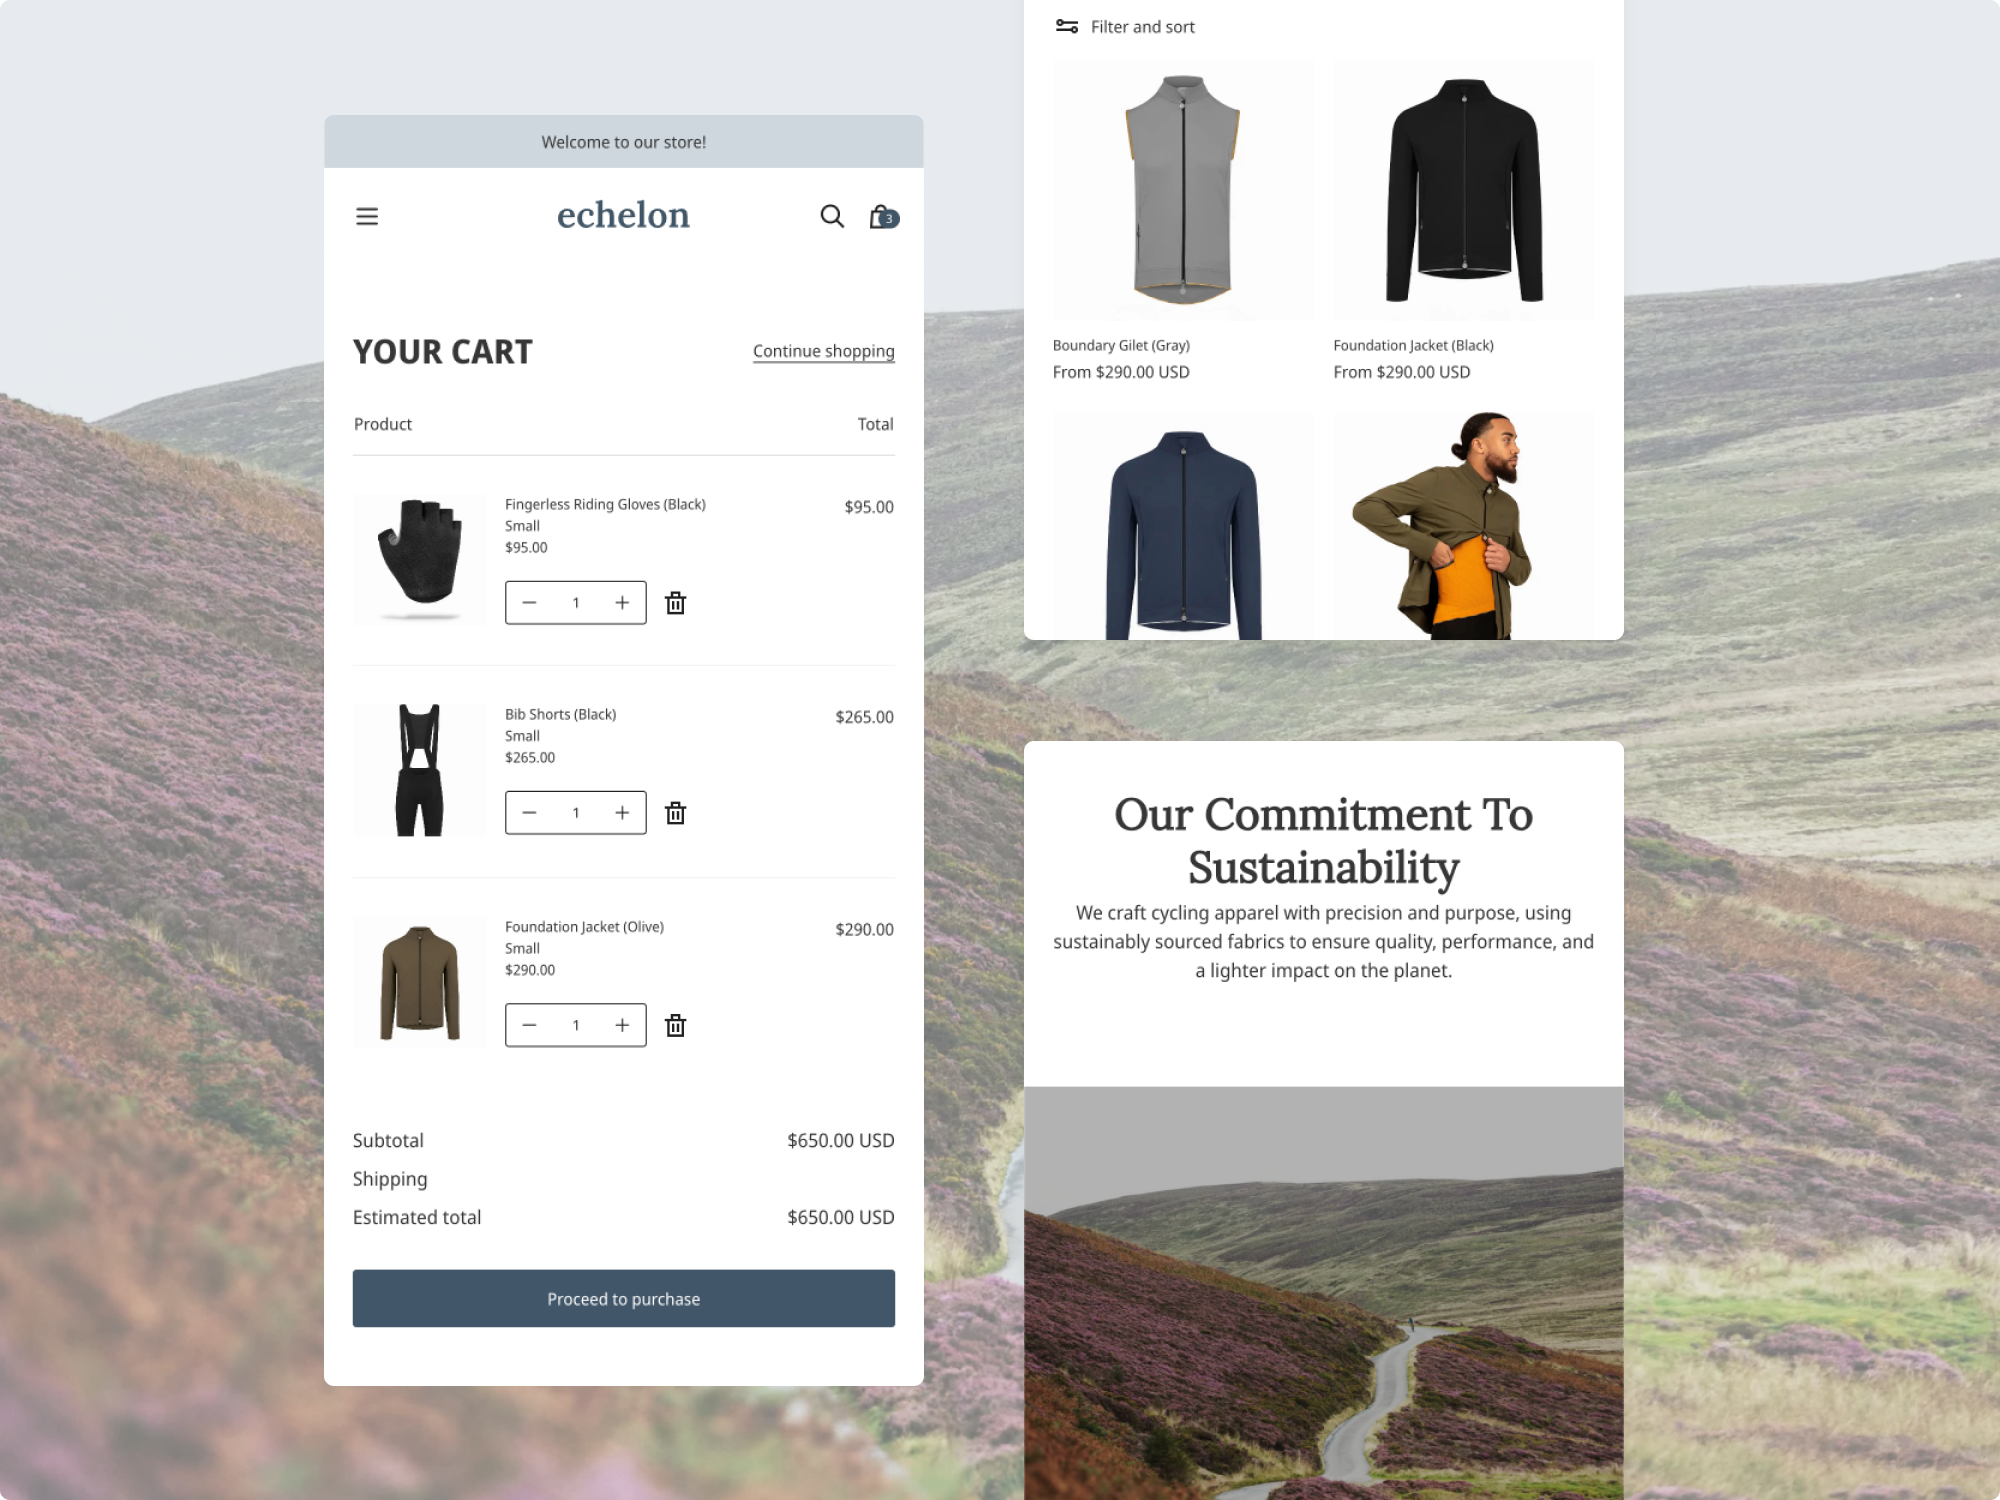 Welcome to our store!
echelon
3
YOUR CART
Continue shopping
Product
Total
Fingerless Riding Gloves (Black)
Small
$95.00
$95.00
1
Bib Shorts (Black)
Small
$265.00
$265.00
1
Foundation Jacket (Olive)
Small
$290.00
$290.00
1
Subtotal
$650.00 USD
Shipping
Estimated total
$650.00 USD
Proceed to purchase
Filter and sort
Boundary Gilet (Gray)
From $290.00 USD
Foundation Jacket (Black)
From $290.00 USD
Our Commitment To
Sustainability
We craft cycling apparel with precision and purpose, using
sustainably sourced fabrics to ensure quality, performance, and
a lighter impact on the planet.